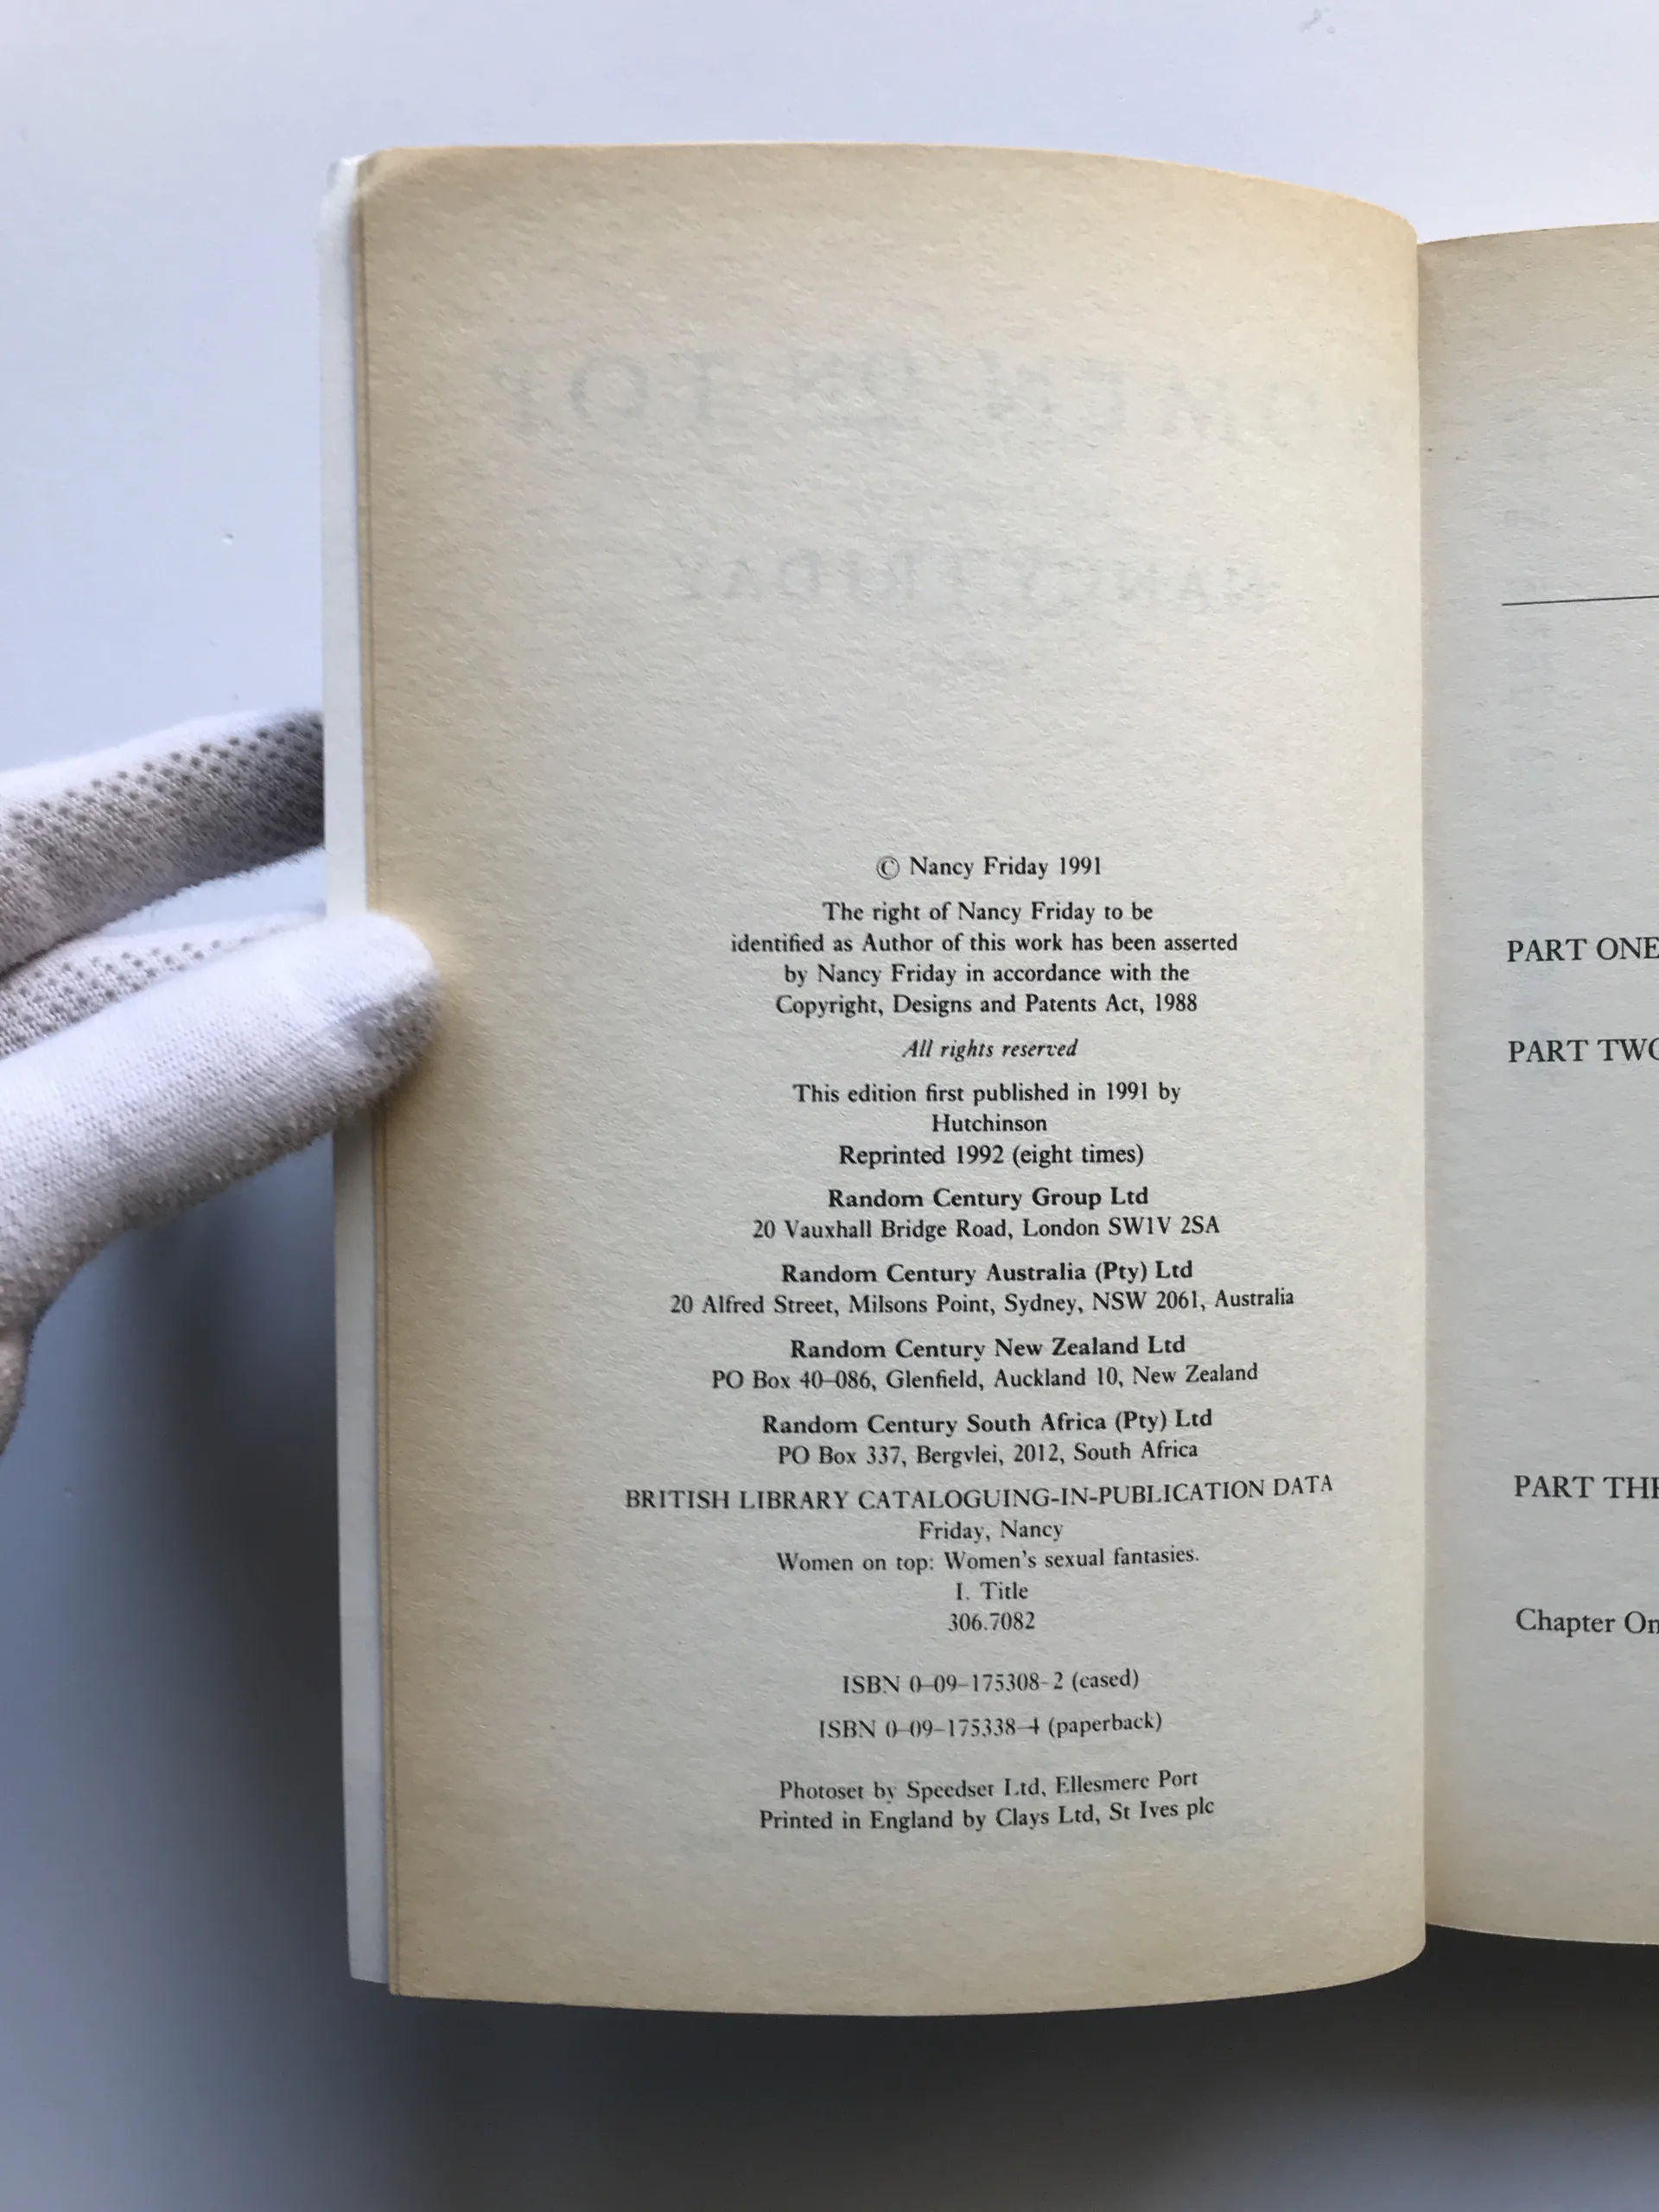 © Nancy Friday 1991
The right of Nancy Friday to be
identified as Author of this work has been asserted
by Nancy Friday in accordance with the
Copyright, Designs and Patents Act, 1988
All rights reserved
This edition first published in 1991 by
Hutchinson
Reprinted 1992 (eight times)
Random Century Group Ltd
20 Vauxhall Bridge Road, London SW1V 2SA
Random Century Australia (Pty) Ltd
20 Alfred Street, Milsons Point, Sydney, NSW 2061, Australia
Random Century New Zealand Ltd
PO Box 40–086, Glenfield, Auckland 10, New Zealand
Random Century South Africa (Pty) Ltd
PO Box 337, Bergvlei, 2012, South Africa
BRITISH LIBRARY CATALOGUING-IN-PUBLICATION DATA
Friday, Nancy
Women on top: Women's sexual fantasies.
I. Title
306.7082
ISBN 0–09–175308–2 (cased)
ISBN 0–09–175338–4 (paperback)
Photoset by Speedset Ltd, Ellesmere Port
Printed in England by Clays Ltd, St Ives plc
PART ONE
PART TWO
PART THE
Chapter On